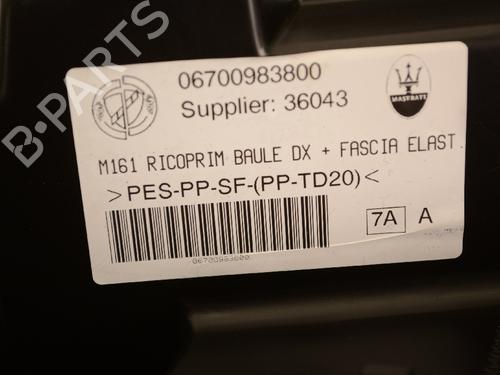 06700983800
Supplier: 36043
MASERATI
M161 RICOPRIM BAULE DX + FASCIA ELAST.
>PES-PP-SF-(PP-TD20)<
7A A
06700983800
B-PARTS